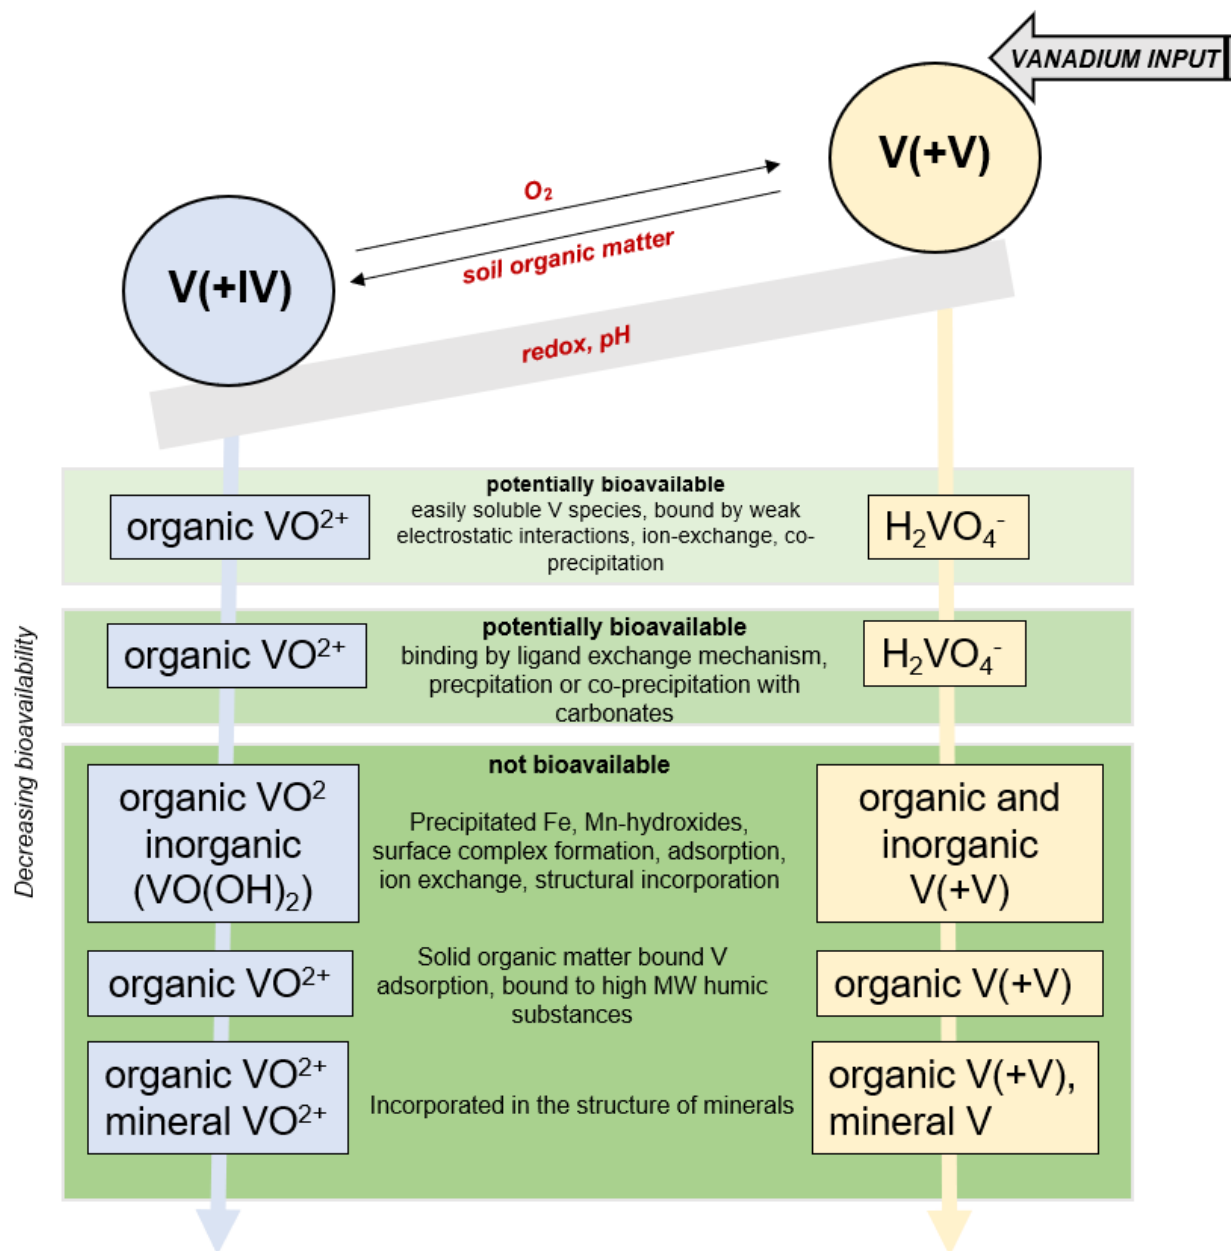 VANADIUM INPUT
V(+V)
O₂
soil organic matter
V(+IV)
redox, pH
Decreasing bioavailability
potentially bioavailable
easily soluble V species, bound by weak
electrostatic interactions, ion-exchange, co-
precipitation
organic VO²⁺
H₂VO₄⁻
potentially bioavailable
binding by ligand exchange mechanism,
precpitation or co-precipitation with
carbonates
organic VO²⁺
H₂VO₄⁻
not bioavailable
organic VO²
inorganic
(VO(OH)₂)
Precipitated Fe, Mn-hydroxides,
surface complex formation, adsorption,
ion exchange, structural incorporation
organic and
inorganic
V(+V)
organic VO²⁺
Solid organic matter bound V
adsorption, bound to high MW humic
substances
organic V(+V)
organic VO²⁺
mineral VO²⁺
Incorporated in the structure of minerals
organic V(+V),
mineral V